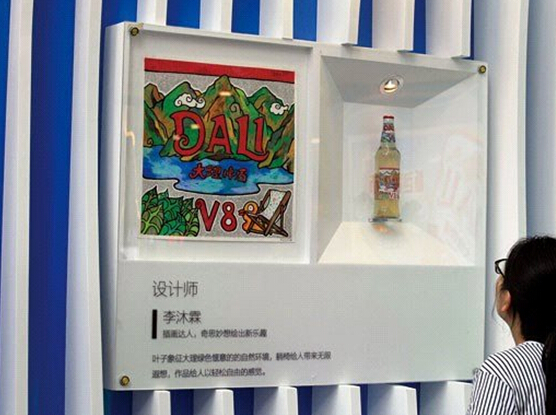 DALI
大理啤酒
V8
设计师
李沐霖
插画达人，奇思妙想绘出新乐趣
叶子象征大理绿色惬意的的自然环境，躺椅给人带来无限
遐想，作品给人以轻松自由的感觉。